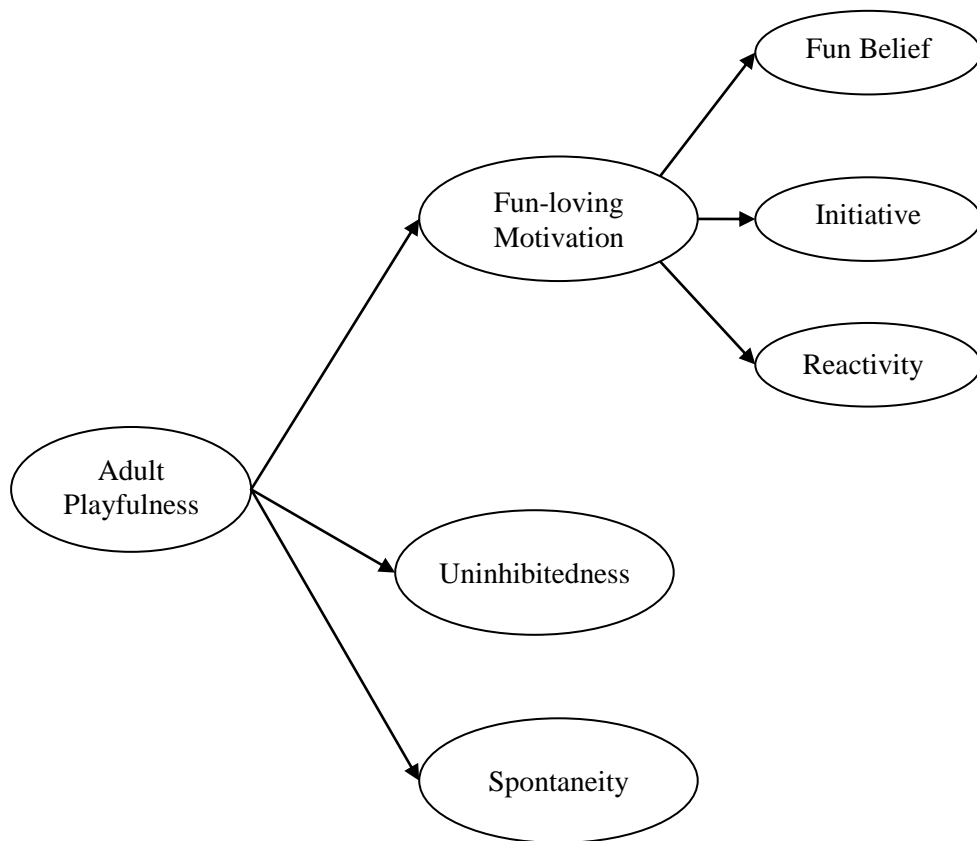 Fun Belief
Fun-loving
Motivation
Initiative
Reactivity
Adult
Playfulness
Uninhibitedness
Spontaneity